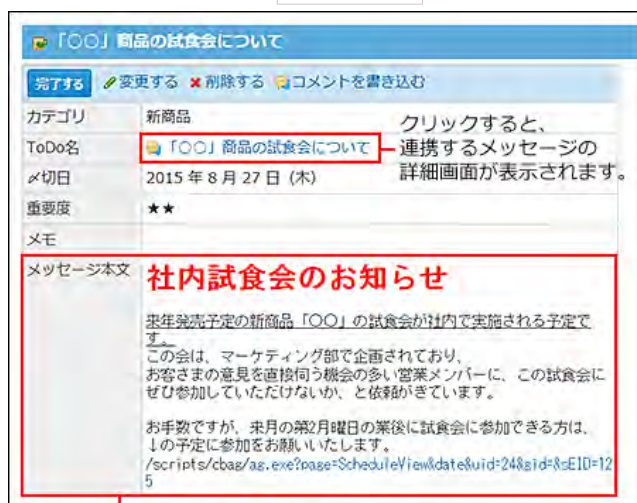 「〇〇」商品の試食会について
完了する 変更する 削除する コメントを書き込む
カテゴリ 新商品
ToDo名 「〇〇」商品の試食会について
クリックすると、
連携するメッセージの
詳細画面が表示されます。
〆切日 2015 年 8 月 27 日 (木)
重要度 ★★
メモ
メッセージ本文 社内試食会のお知らせ
来年発売予定の新商品「〇〇」の試食会が社内で実施される予定で
す。
この会は、マーケティング部で企画されており、
お客さまの意見を直接伺う機会の多い営業メンバーに、この試食会に
ぜひ参加していただけないか、と依頼がきています。
お手数ですが、来月の第2月曜日の業後に試食会に参加できる方は、
↓の予定に参加をお願いいたします。
/scripts/cbag/ag.exe?page=ScheduleView&date&uid=24&gid=&sEID=12
5